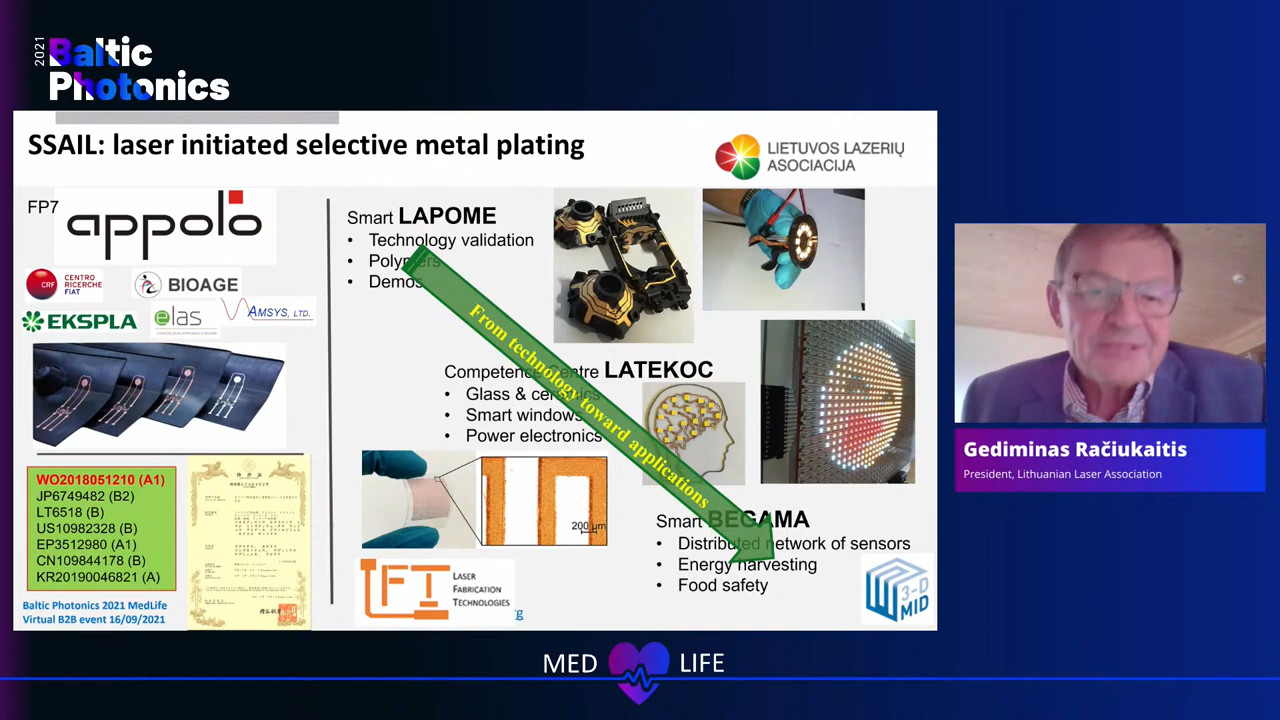 2021
Baltic
Photonics
SSAIL: laser initiated selective metal plating
LIETUVOS LAZERIŲ
ASOCIACIJA
FP7
appolo
CRF
CENTRO
RICERCHE
FIAT
BIOAGE
EKSPLA
elas
AMSYS, LTD.
WO2018051210 (A1)
JP6749482 (B2)
LT6518 (B)
US10982328 (B)
EP3512980 (A1)
CN109844178 (B)
KR20190046821 (A)
Baltic Photonics 2021 MedLife
Virtual B2B event 16/09/2021
Smart LAPOME
• Technology validation
• Polymers
• Demos
From technology toward applications
Competence Centre LATEKOC
• Glass & ceramics
• Smart windows
• Power electronics
200 µm
LFT
LASER
FABRICATION
TECHNOLOGIES
Smart BEGAMA
• Distributed network of sensors
• Energy harvesting
• Food safety
3-D
MID
Gediminas Račiukaitis
President, Lithuanian Laser Association
MED LIFE